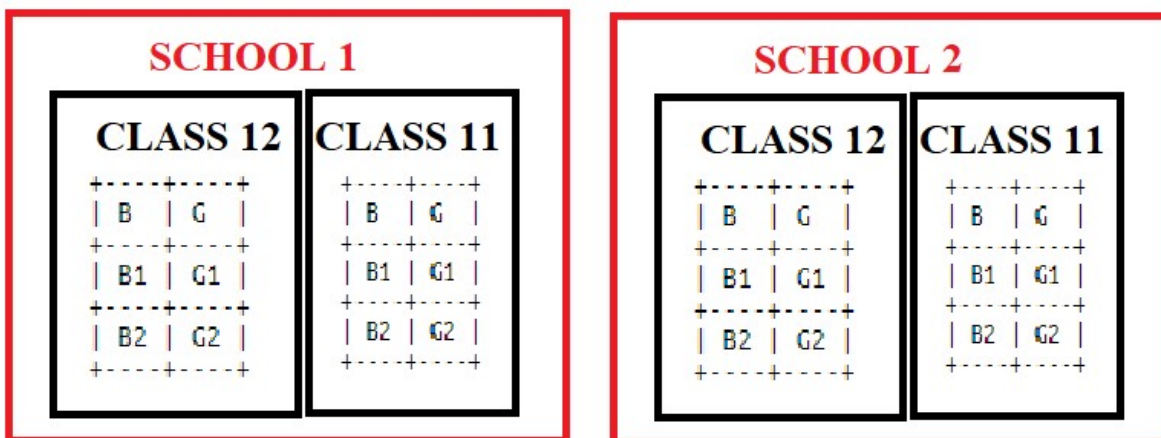 SCHOOL 1
CLASS 12
+----+----+
| B | G |
+----+----+
| B1 | G1 |
+----+----+
| B2 | G2 |
+----+----+
CLASS 11
+----+----+
| B | G |
+----+----+
| B1 | G1 |
+----+----+
| B2 | G2 |
+----+----+
SCHOOL 2
CLASS 12
+----+----+
| B | G |
+----+----+
| B1 | G1 |
+----+----+
| B2 | G2 |
+----+----+
CLASS 11
+----+----+
| B | G |
+----+----+
| B1 | G1 |
+----+----+
| B2 | G2 |
+----+----+